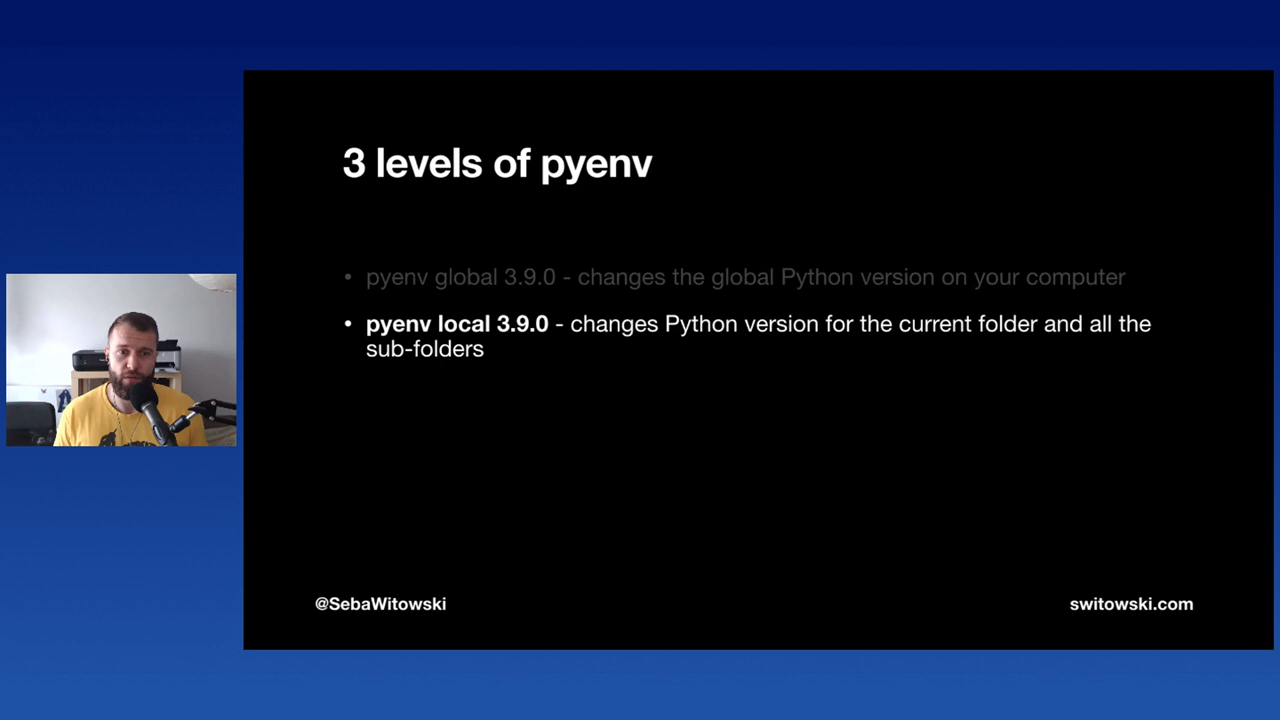 3 levels of pyenv
• pyenv global 3.9.0 - changes the global Python version on your computer
• pyenv local 3.9.0 - changes Python version for the current folder and all the
sub-folders
@SebaWitowski
switowski.com